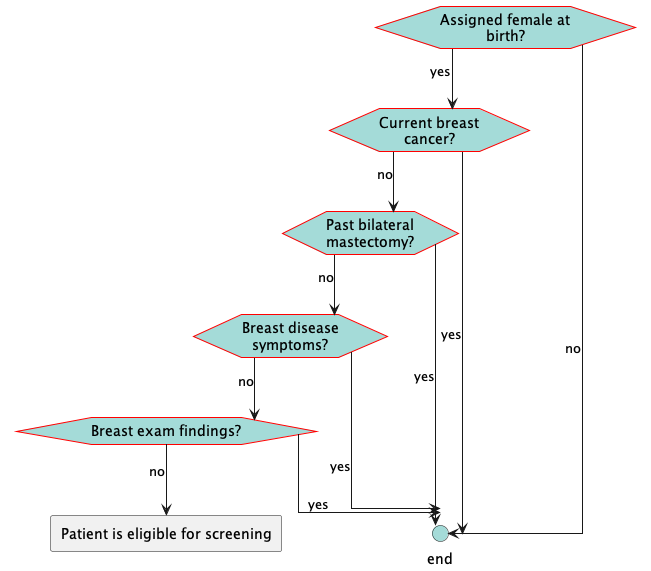 Assigned female at
birth?
yes
Current breast
cancer?
no
Past bilateral
mastectomy?
no
Breast disease
symptoms?
yes
no
yes
no
Breast exam findings?
yes
no
yes
Patient is eligible for screening
end